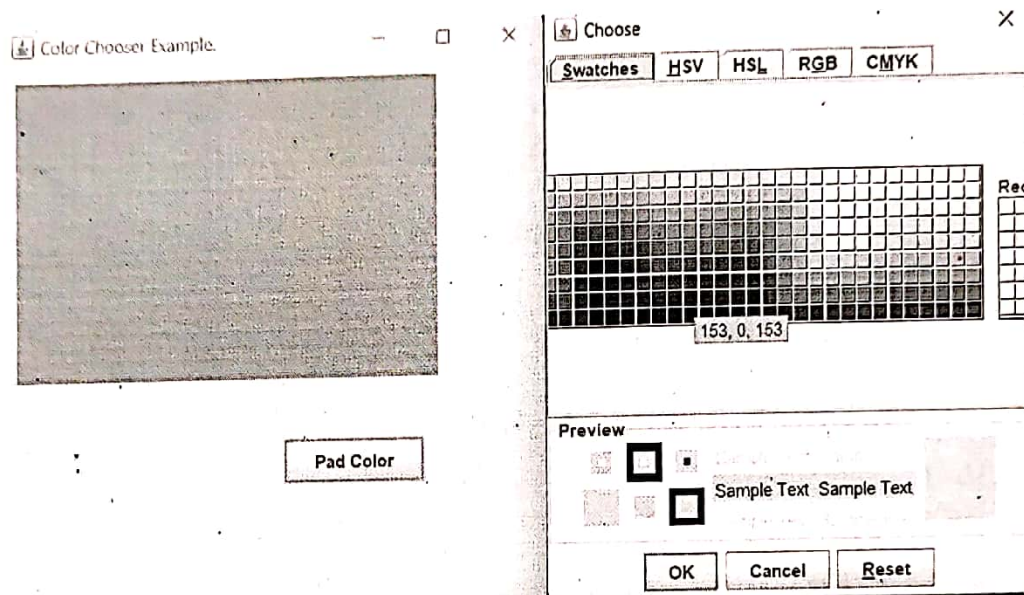 Color Chooser Example.
Pad Color
Choose
Swatches HSV HSL RGB CMYK
Rec
153, 0, 153
Preview
Sample Text Sample Text
OK Cancel Reset